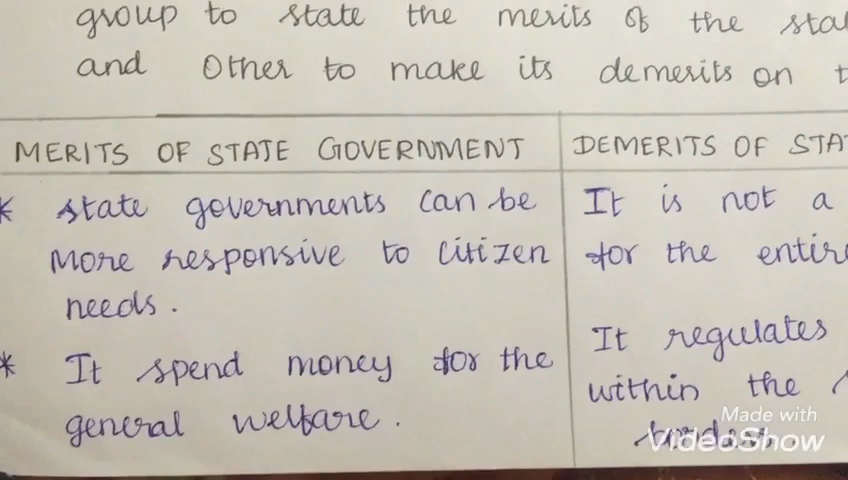 group to state the merits of the
and other to make its demerits on
MERITS OF STATE GOVERNMENT
* state governments can be
more responsive to citizen
needs.
* It spend money for the
general welfare.
DEMERITS OF
It is not a
for the
It regulates
within the
borders.
Made with
VideoShow